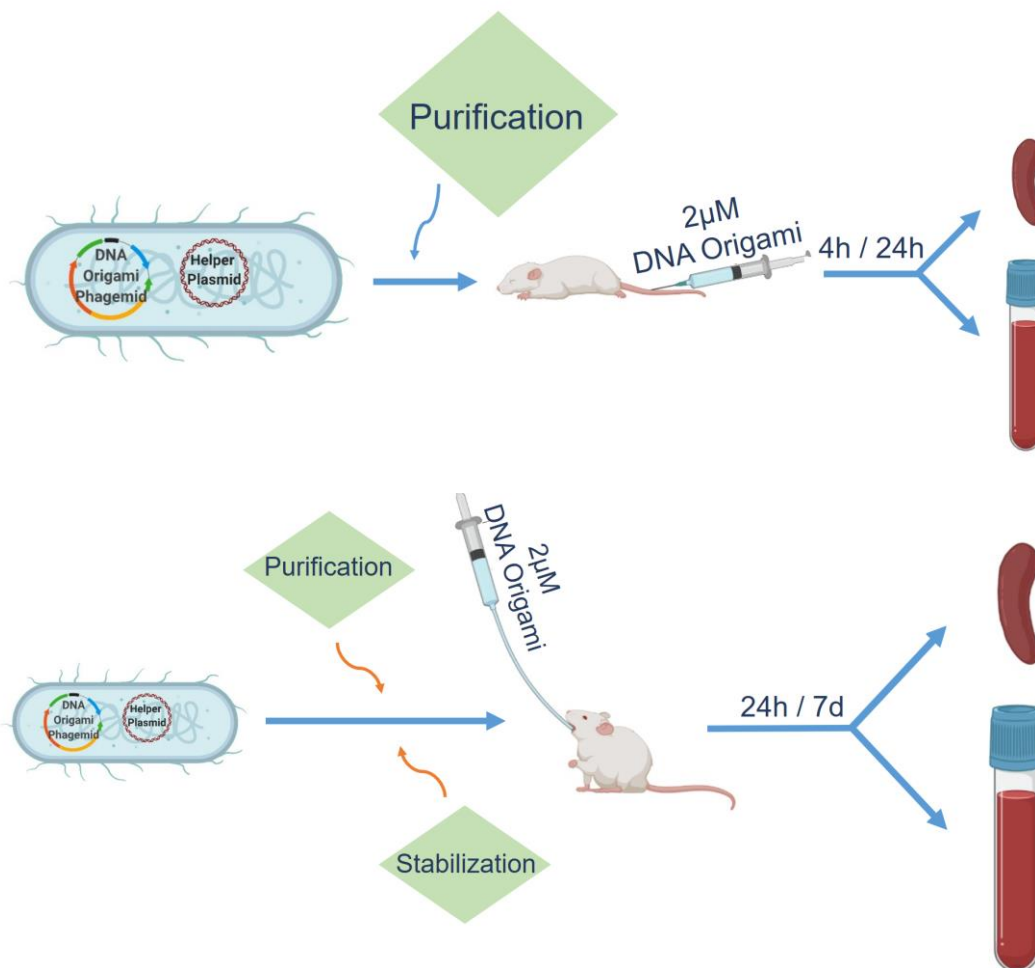 Purification
DNA
Origami
Phagemid
Helper
Plasmid
2µM
DNA Origami
4h / 24h
Purification
2µM
DNA Origami
DNA
Origami
Phagemid
Helper
Plasmid
24h / 7d
Stabilization